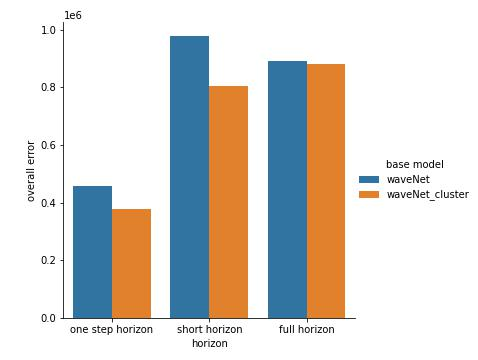 1e6
1.0
0.8
0.6
0.4
0.2
0.0
overall error
one step horizon short horizon full horizon
horizon
base model
waveNet
waveNet_cluster